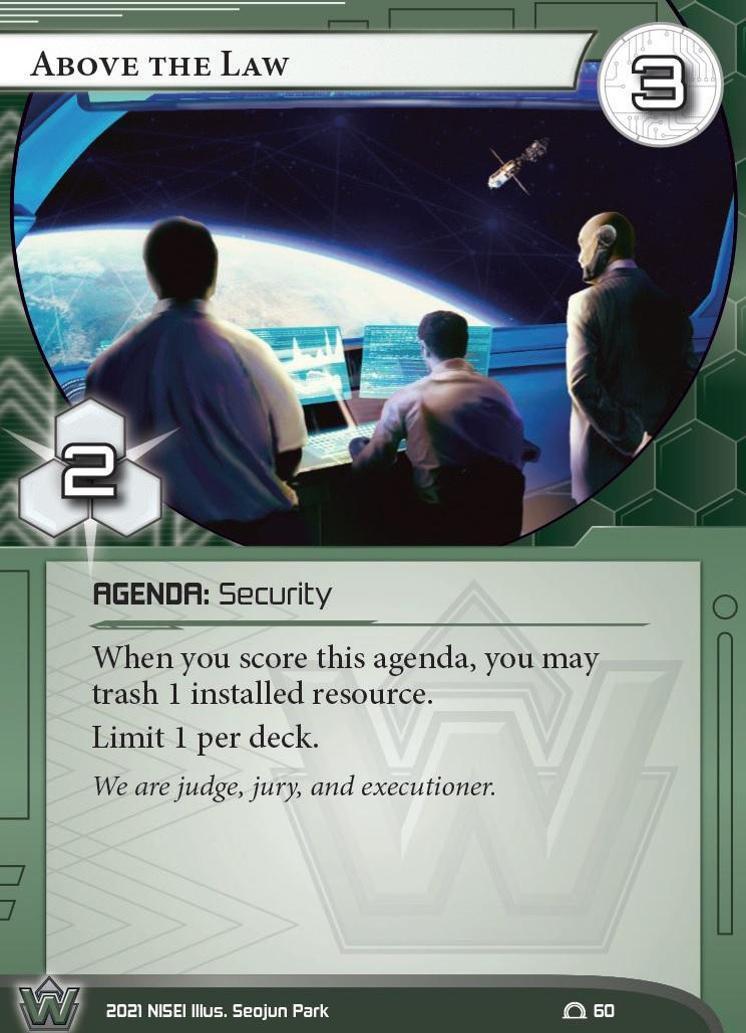 Above the Law
3
2
AGENDA: Security
When you score this agenda, you may
trash 1 installed resource.
Limit 1 per deck.
We are judge, jury, and executioner.
W
2021 NISEI Illus. Seojun Park
60